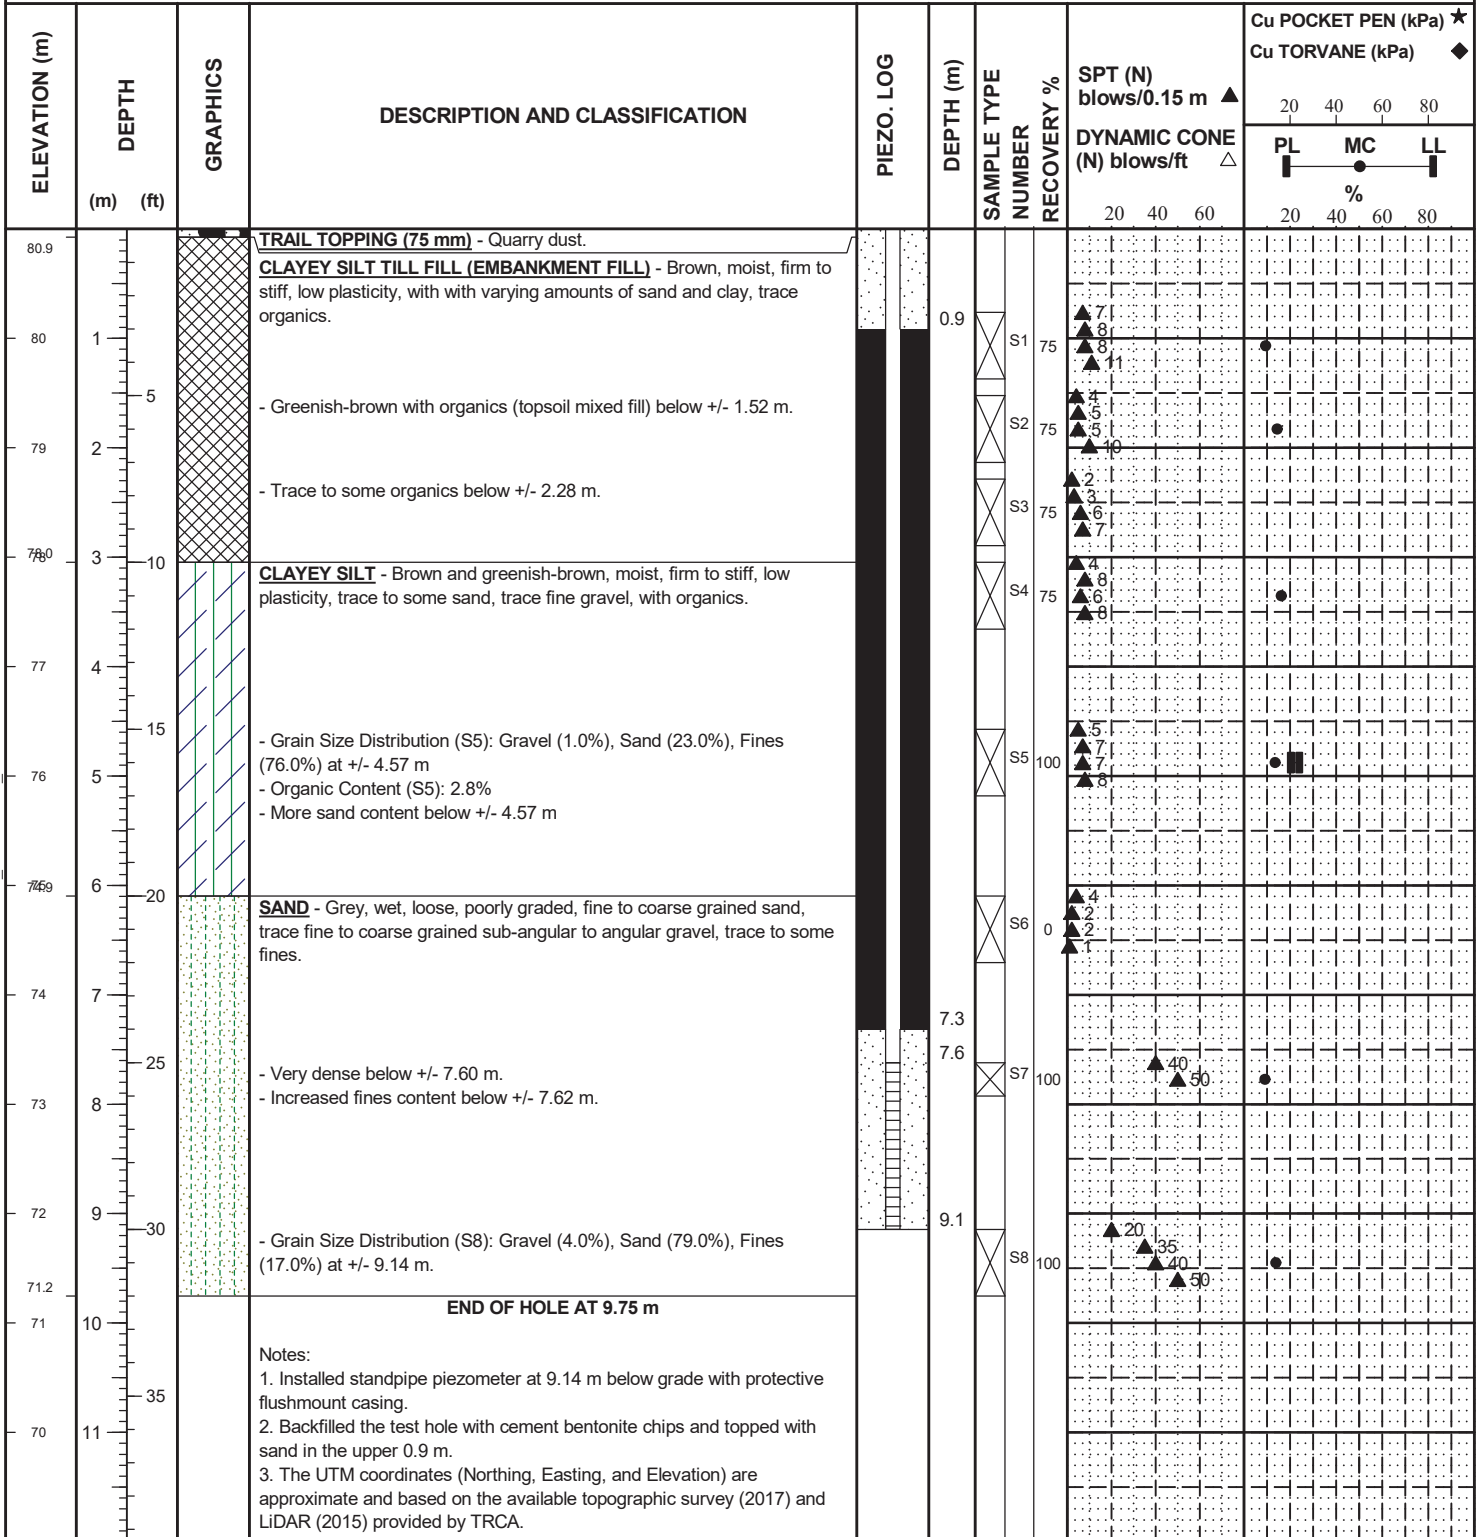 ELEVATION (m)
DEPTH
(m) (ft)
GRAPHICS
DESCRIPTION AND CLASSIFICATION
PIEZO. LOG
DEPTH (m)
SAMPLE TYPE
NUMBER
RECOVERY %
SPT (N)
blows/0.15 m ▲
DYNAMIC CONE
(N) blows/ft △
20 40 60
Cu POCKET PEN (kPa) ★
Cu TORVANE (kPa) ◆
20 40 60 80
PL MC LL
%
20 40 60 80
80.9
TRAIL TOPPING (75 mm) - Quarry dust.
CLAYEY SILT TILL FILL (EMBANKMENT FILL) - Brown, moist, firm to
stiff, low plasticity, with with varying amounts of sand and clay, trace
organics.
0.9
7
8
80 1 S1 75 8
11
5 - Greenish-brown with organics (topsoil mixed fill) below +/- 1.52 m.
4
5
S2 75 5
79 2 10
- Trace to some organics below +/- 2.28 m.
2
3
S3 75 6
7
78.0
78 3 10
CLAYEY SILT - Brown and greenish-brown, moist, firm to stiff, low
plasticity, trace to some sand, trace fine gravel, with organics.
4
8
S4 75 6
8
77 4
15
- Grain Size Distribution (S5): Gravel (1.0%), Sand (23.0%), Fines
(76.0%) at +/- 4.57 m
- Organic Content (S5): 2.8%
- More sand content below +/- 4.57 m
5
7
S5 100 7
76 5 8
75 6
74.9 20
SAND - Grey, wet, loose, poorly graded, fine to coarse grained sand,
trace fine to coarse grained sub-angular to angular gravel, trace to some
fines.
4
2
S6 0 2
1
74 7
7.3
7.6
25
- Very dense below +/- 7.60 m.
- Increased fines content below +/- 7.62 m.
40
S7 100 50
73 8
72 9
9.1
30
- Grain Size Distribution (S8): Gravel (4.0%), Sand (79.0%), Fines
(17.0%) at +/- 9.14 m.
20
35
S8 100 40
50
71.2
END OF HOLE AT 9.75 m
71 10
Notes:
1. Installed standpipe piezometer at 9.14 m below grade with protective
flushmount casing.
35
2. Backfilled the test hole with cement bentonite chips and topped with
sand in the upper 0.9 m.
70 11
3. The UTM coordinates (Northing, Easting, and Elevation) are
approximate and based on the available topographic survey (2017) and
LiDAR (2015) provided by TRCA.